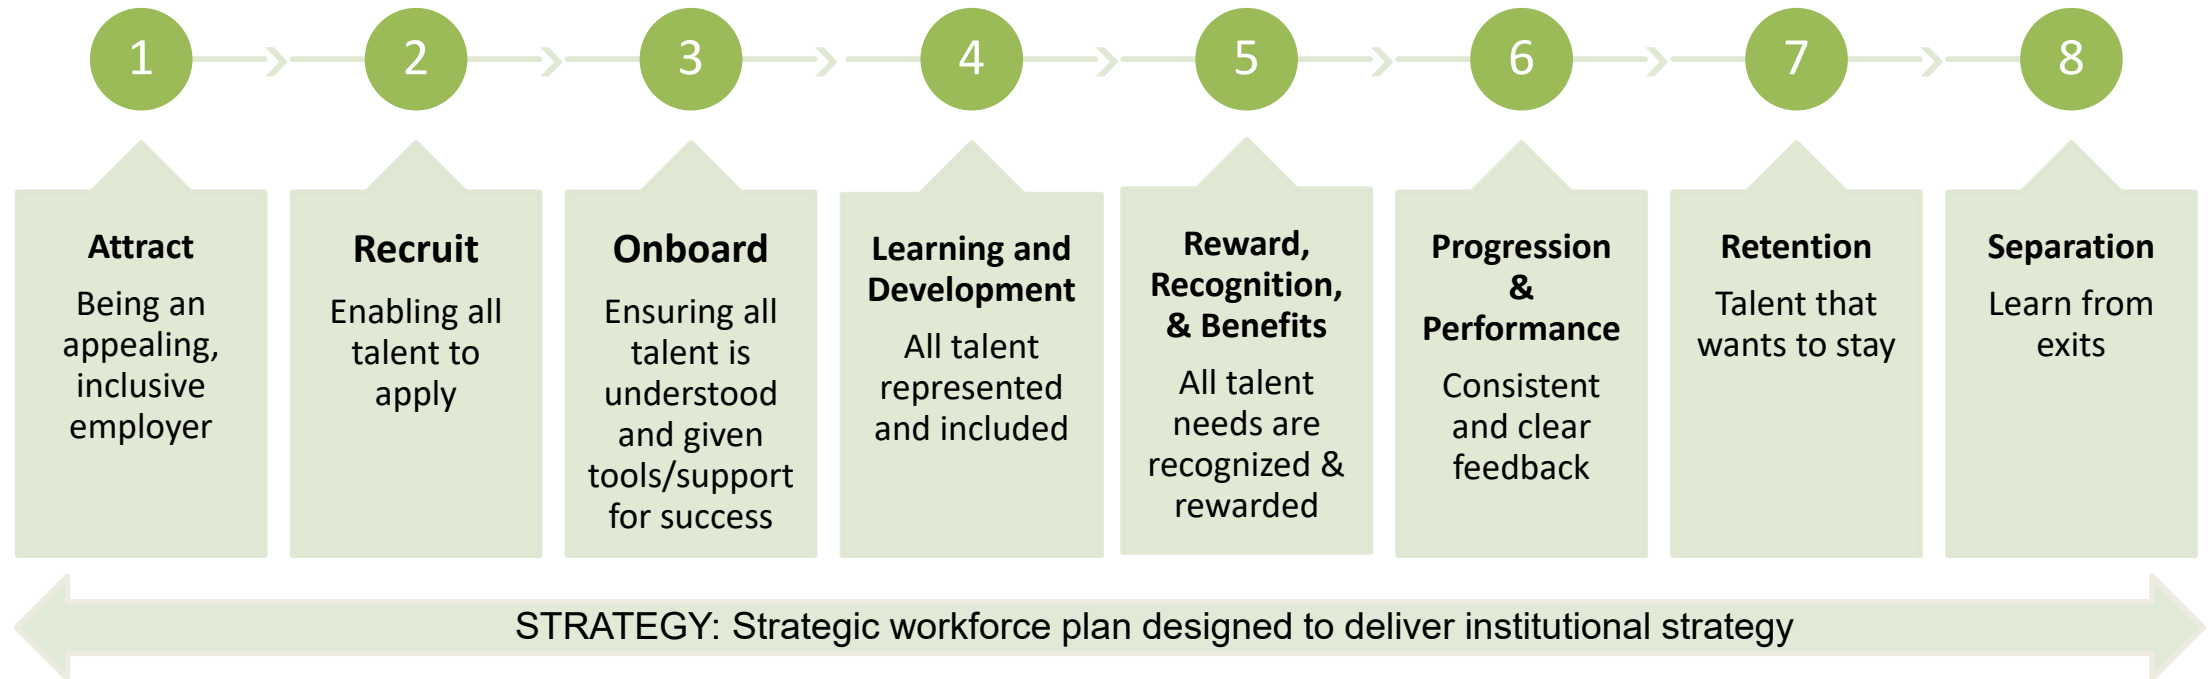 1
2
3
4
5
6
7
8
Attract
Being an
appealing,
inclusive
employer
Recruit
Enabling all
talent to
apply
Onboard
Ensuring all
talent is
understood
and given
tools/support
for success
Learning and
Development
All talent
represented
and included
Reward,
Recognition,
& Benefits
All talent
needs are
recognized &
rewarded
Progression
&
Performance
Consistent
and clear
feedback
Retention
Talent that
wants to stay
Separation
Learn from
exits
STRATEGY: Strategic workforce plan designed to deliver institutional strategy